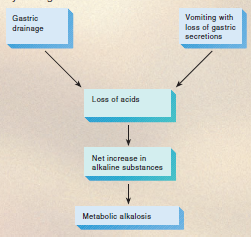 Gastric
drainage
Vomiting with
loss of gastric
secretions
Loss of acids
Net increase in
alkaline substances
Metabolic alkalosis